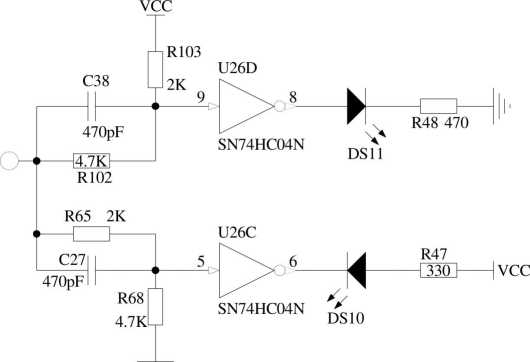 VCC
R103
2K
C38
470pF
4.7K
R102
U26D
9
8
SN74HC04N
DS11
R48 470
R65 2K
C27
470pF
R68
4.7K
U26C
5
6
SN74HC04N
DS10
R47
330
VCC